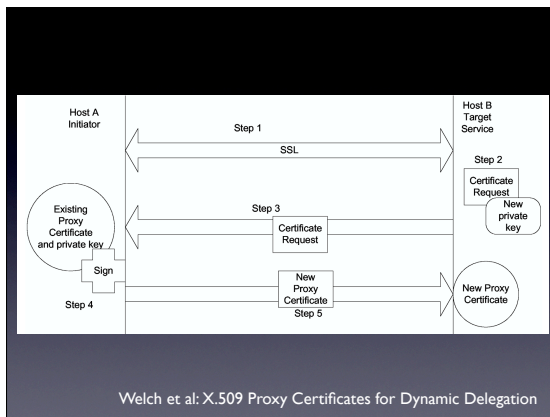 Host A
Initiator
Host B
Target
Service
Step 1
SSL
Step 2
Certificate
Request
New
private
key
Step 3
Certificate
Request
Existing
Proxy
Certificate
and private key
Sign
Step 4
New
Proxy
Certificate
Step 5
New Proxy
Certificate
Welch et al: X.509 Proxy Certificates for Dynamic Delegation